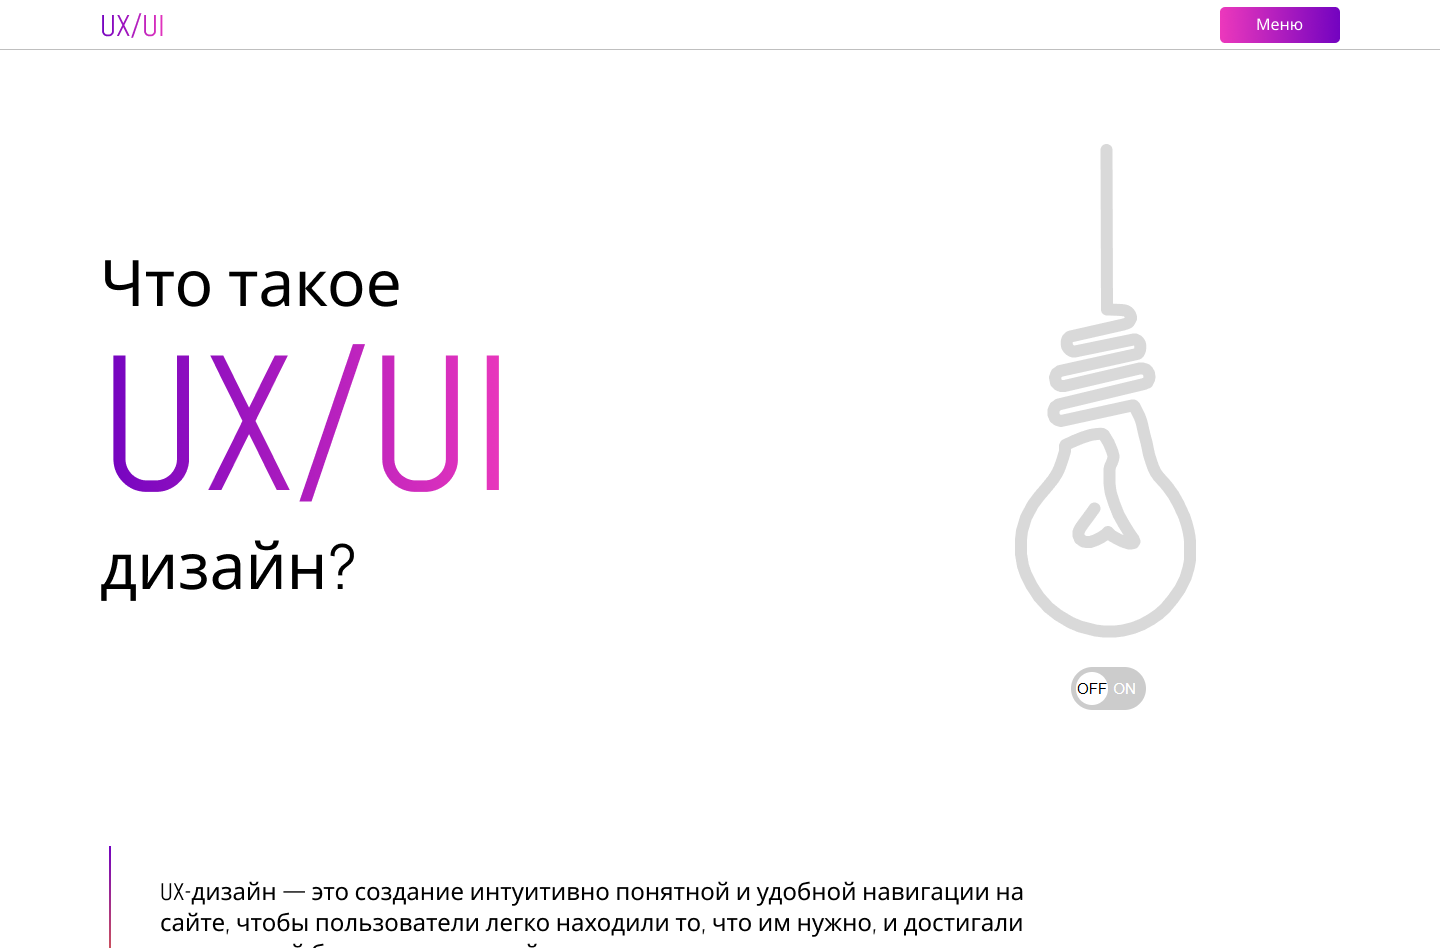 UX/UI
Меню
Что такое
UX/UI
дизайн?
OFF ON
UX-дизайн — это создание интуитивно понятной и удобной навигации на
сайте, чтобы пользователи легко находили то, что им нужно, и достигали